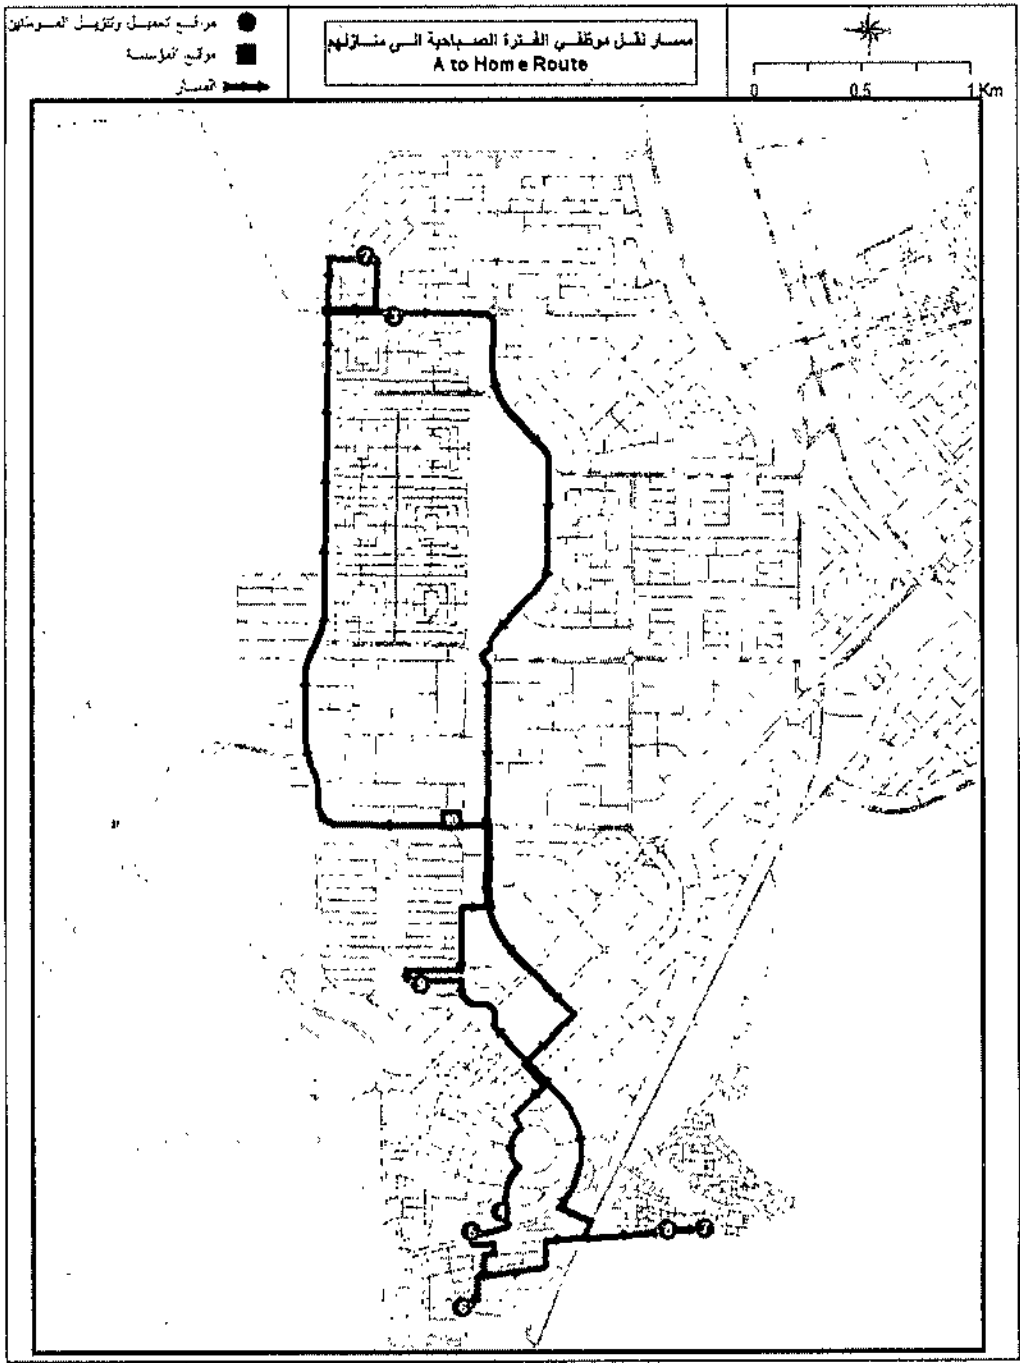 مواقع تحميل وتنزيل الموظفين
موقع المؤسسة
المسار
مسار نقل موظفي الفترة الصباحية الى منازلهم
A to Home Route
0 0.5 1 Km